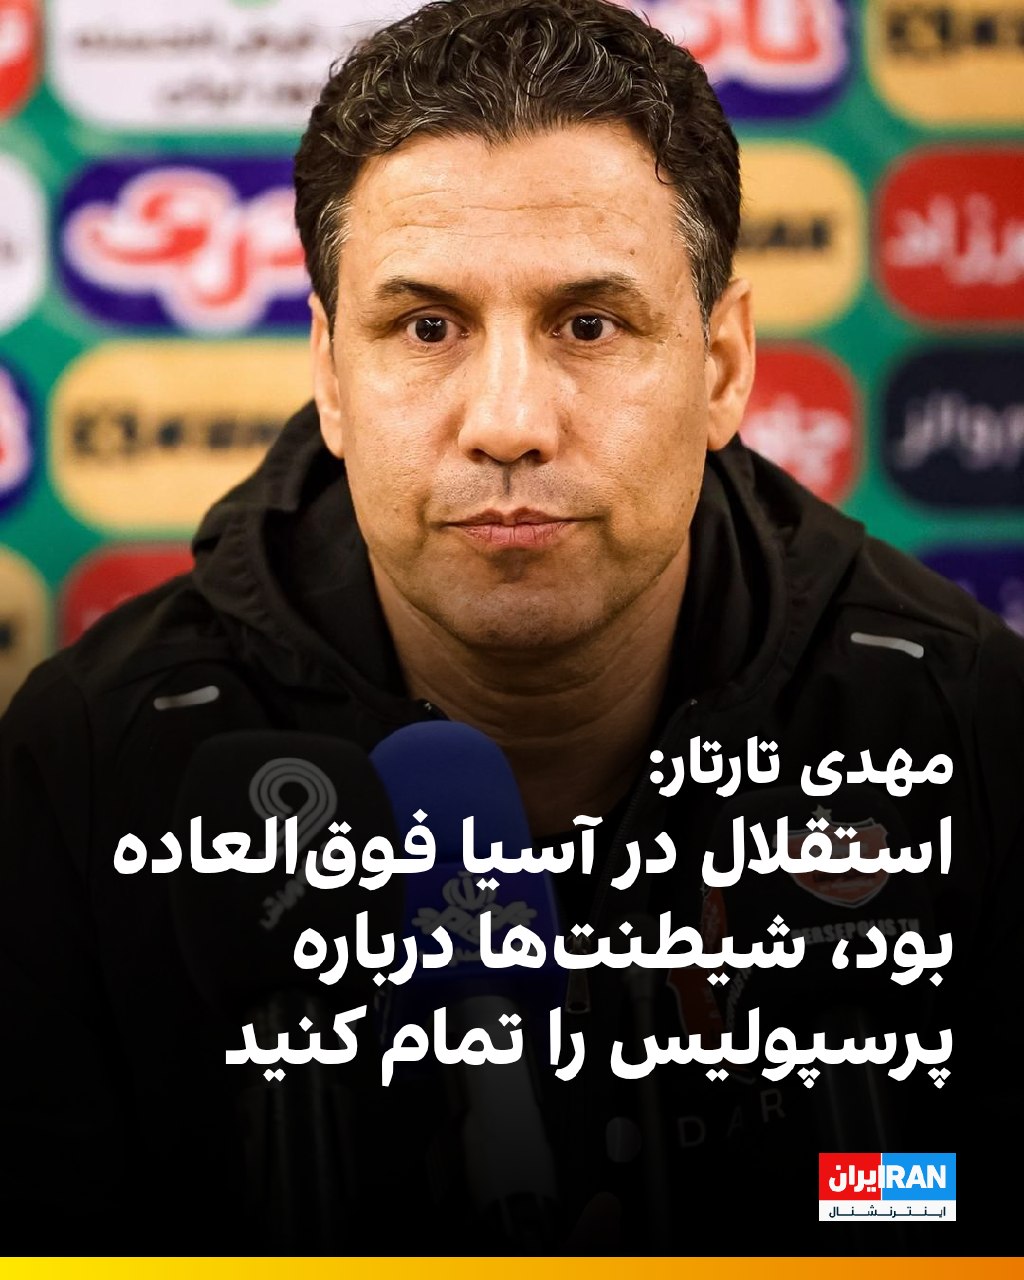 مهدی تارتار:
استقلال در آسیا فوق‌العاده
بود، شیطنت‌ها درباره
پرسپولیس را تمام کنید
ایران IRAN
اینترنشنال